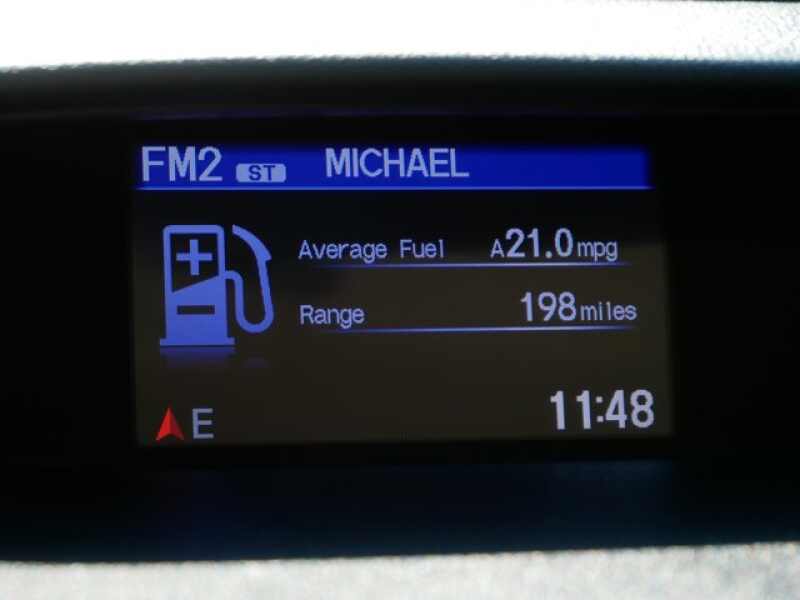 FM2 ST MICHAEL
Average Fuel A21.0mpg
Range 198miles
E 11:48